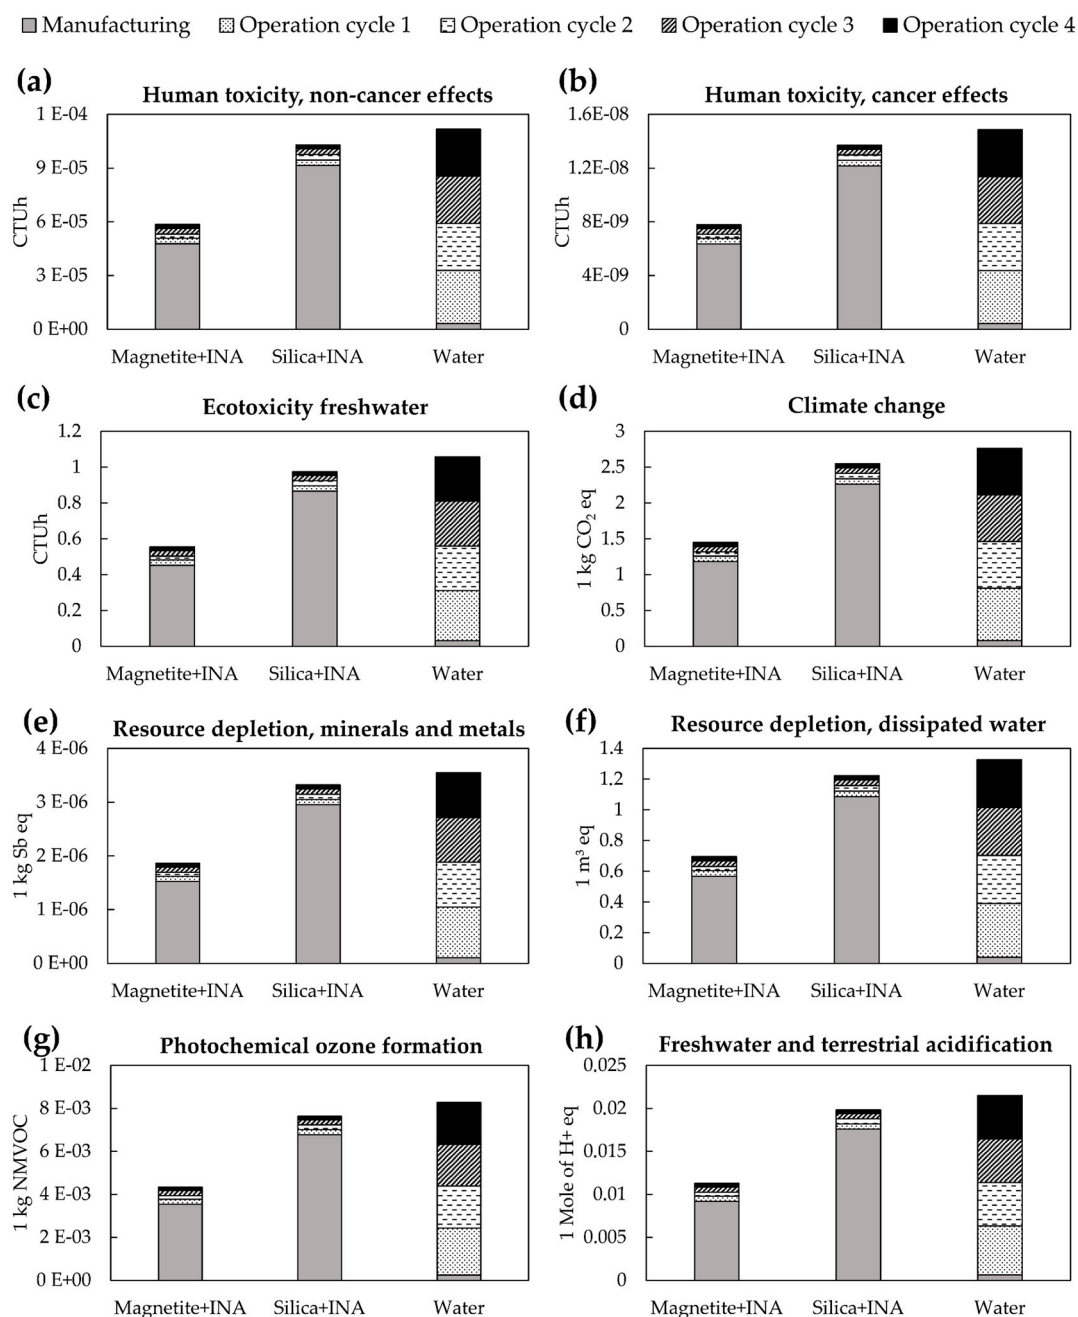 Manufacturing Operation cycle 1 Operation cycle 2 Operation cycle 3 Operation cycle 4
(a)
Human toxicity, non-cancer effects
1 E-04
9 E-05
6 E-05
3 E-05
0 E+00
CTUh
Magnetite+INA Silica+INA Water
(b)
Human toxicity, cancer effects
1.6E-08
1.2E-08
8E-09
4E-09
0
CTUh
Magnetite+INA Silica+INA Water
(c)
Ecotoxicity freshwater
1.2
1
0.8
0.6
0.4
0.2
0
CTUh
Magnetite+INA Silica+INA Water
(d)
Climate change
3
2.5
2
1.5
1
0.5
0
1 kg CO₂ eq
Magnetite+INA Silica+INA Water
(e)
Resource depletion, minerals and metals
4 E-06
3 E-06
2 E-06
1 E-06
0 E+00
1 kg Sb eq
Magnetite+INA Silica+INA Water
(f)
Resource depletion, dissipated water
1.4
1.2
1
0.8
0.6
0.4
0.2
0
1 m³ eq
Magnetite+INA Silica+INA Water
(g)
Photochemical ozone formation
1 E-02
8 E-03
6 E-03
4 E-03
2 E-03
0 E+00
1 kg NMVOC
Magnetite+INA Silica+INA Water
(h)
Freshwater and terrestrial acidification
0.025
0.02
0.015
0.01
0.005
0
1 Mole of H+ eq
Magnetite+INA Silica+INA Water